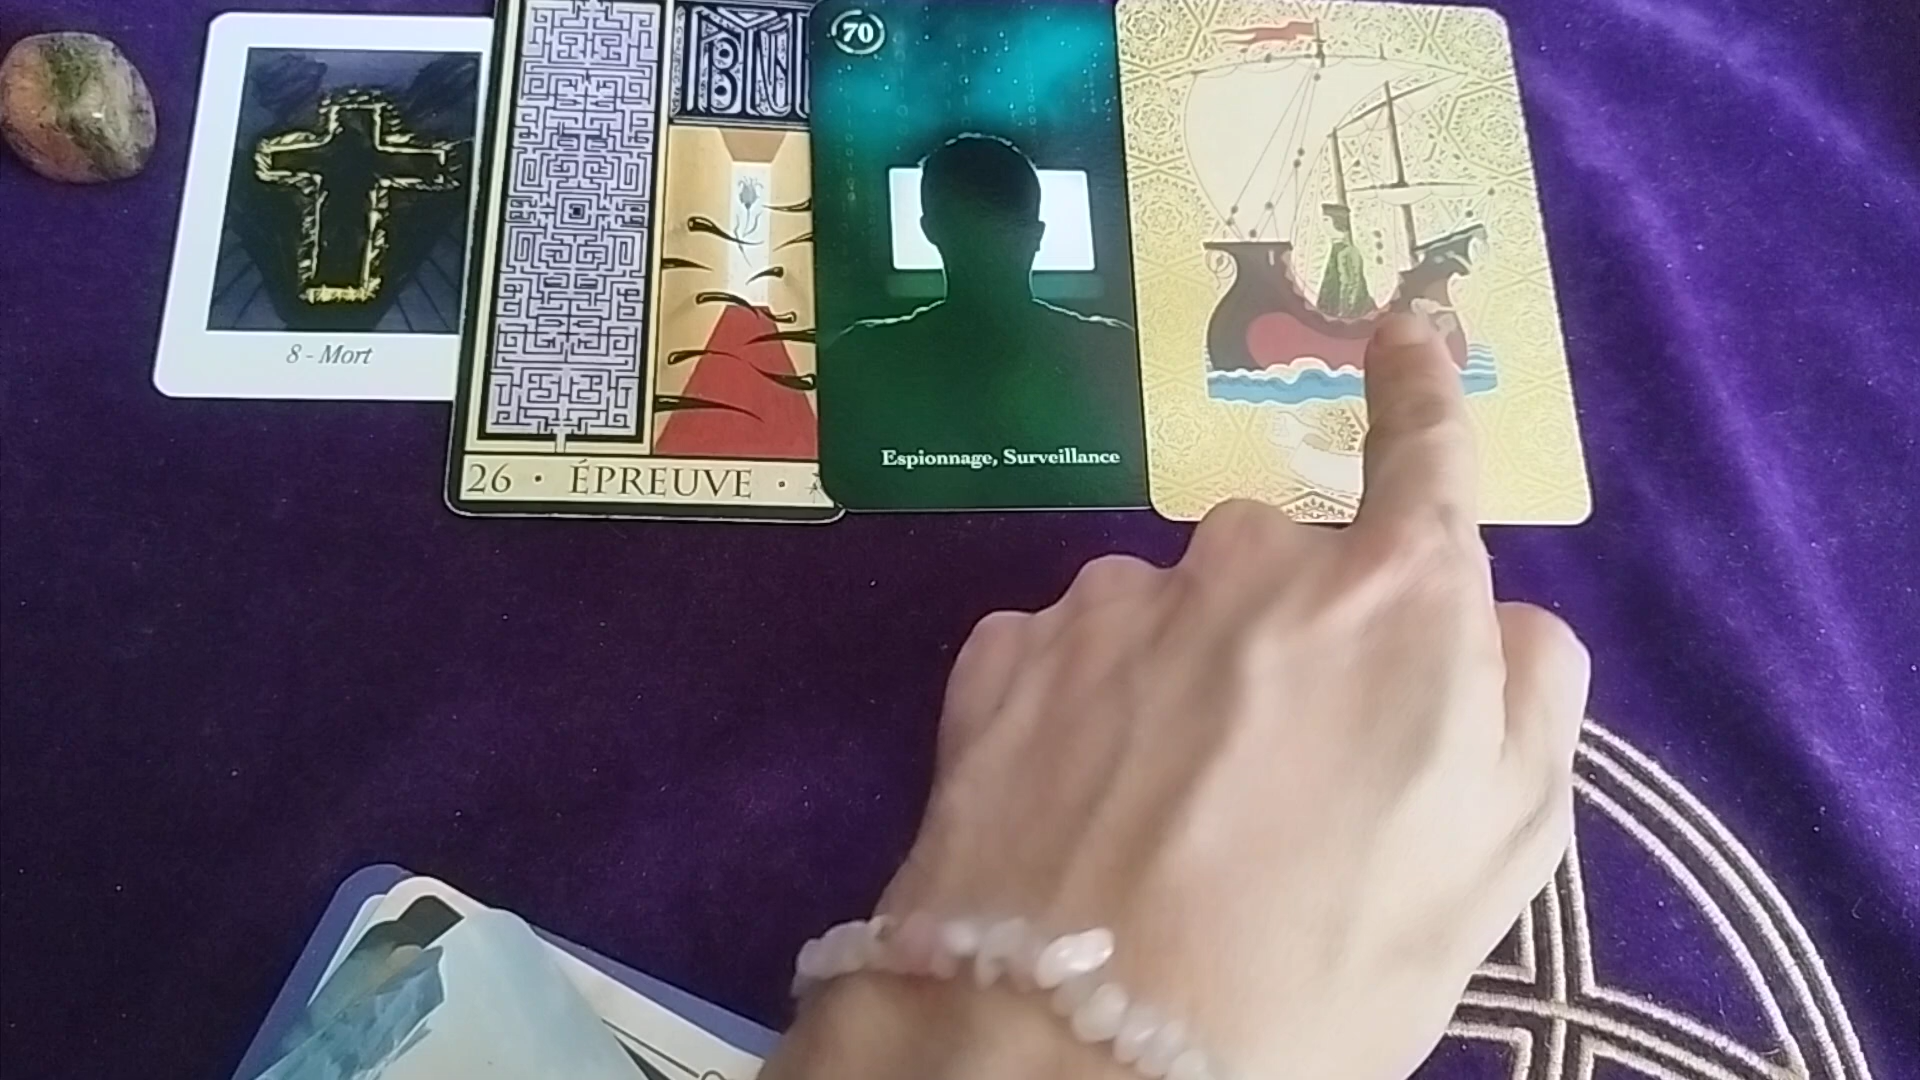 8 - Mort
26 • ÉPREUVE •
70
Espionnage, Surveillance